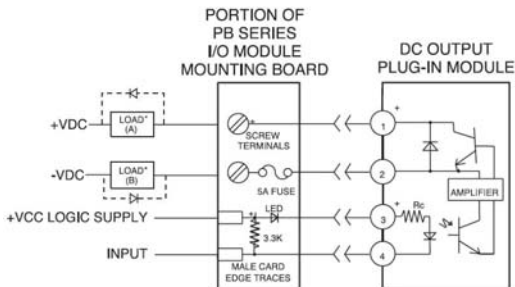 PORTION OF
PB SERIES
I/O MODULE
MOUNTING BOARD
DC OUTPUT
PLUG-IN MODULE
+VDC
LOAD*
(A)
SCREW
TERMINALS
+
1
+
-VDC
LOAD*
(B)
5A FUSE
2
AMPLIFIER
+VCC LOGIC SUPPLY
+
LED
3.3K
3
+
Rc
INPUT
4
MALE CARD
EDGE TRACES